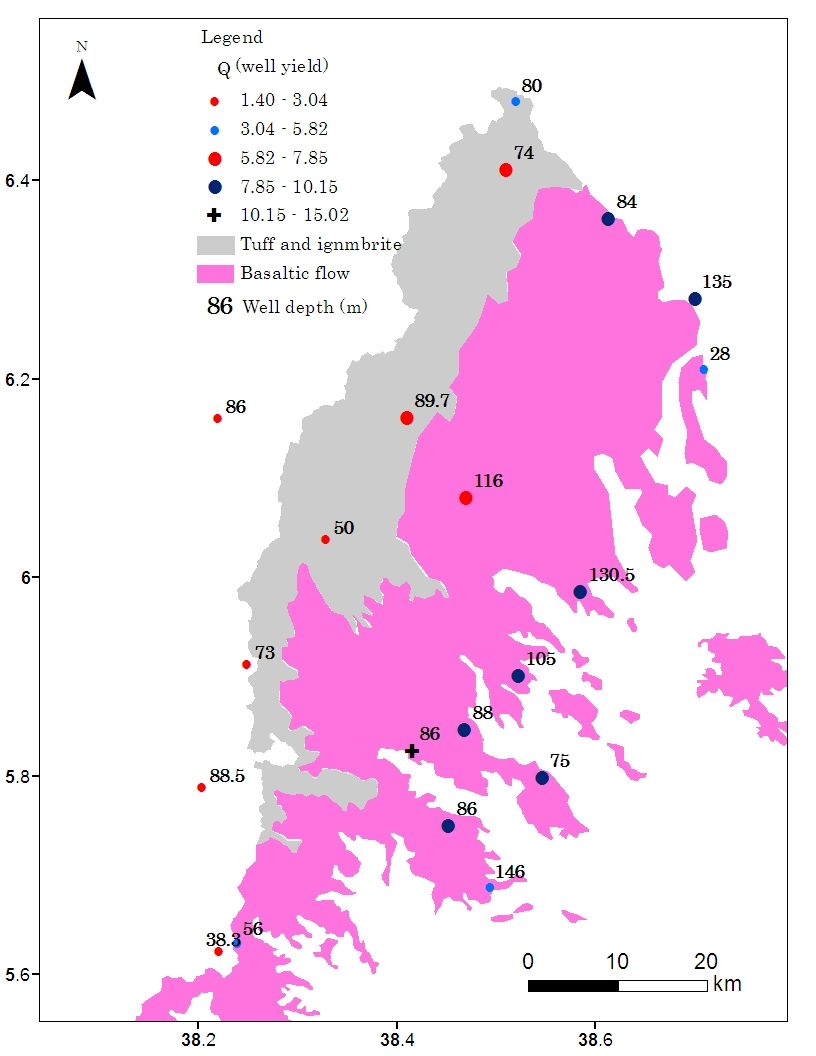 Legend
N
Q (well yield)
1.40 - 3.04
3.04 - 5.82
5.82 - 7.85
7.85 - 10.15
10.15 - 15.02
Tuff and ignmbrite
Basaltic flow
86 Well depth (m)
80
74
6.4
84
135
28
6.2
86
89.7
116
50
6
130.5
73
105
88
86
75
5.8
88.5
86
146
56
38.3
5.6
0 10 20
km
38.2 38.4 38.6